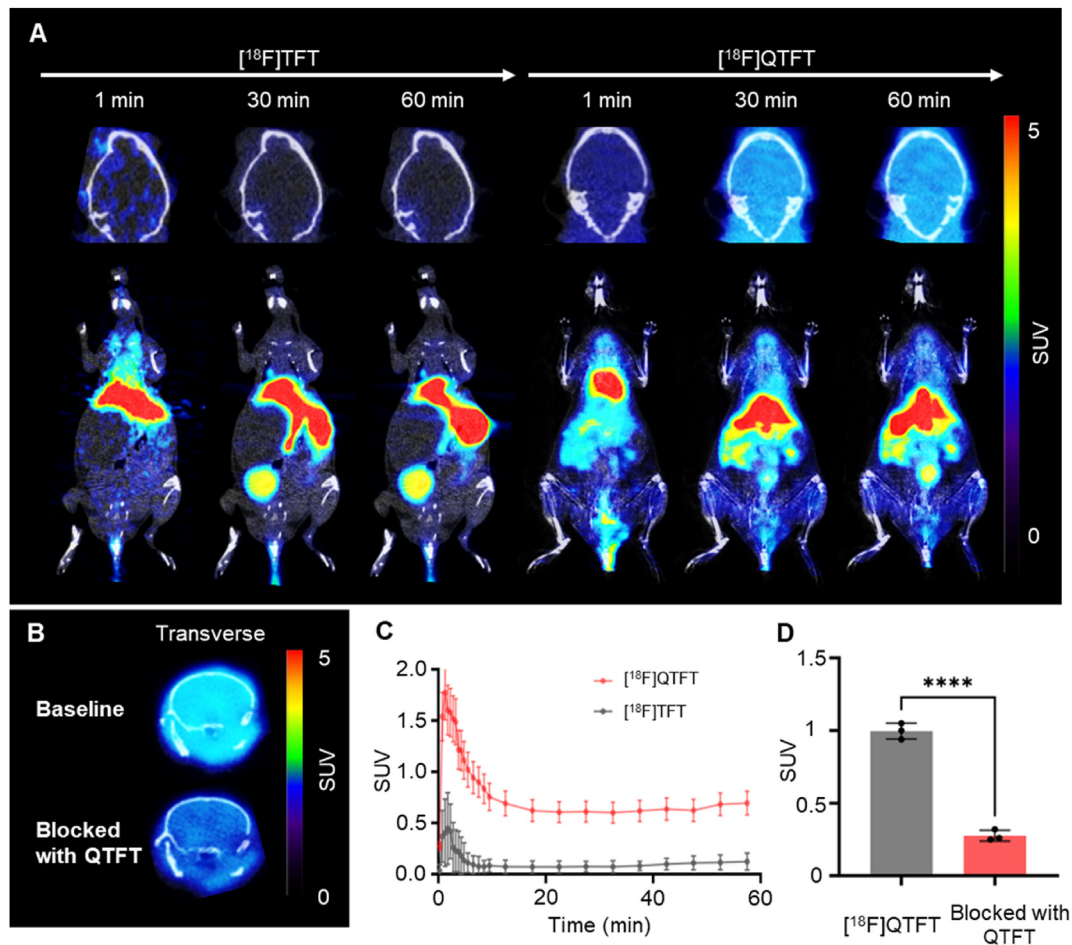 A
[¹⁸F]TFT
[¹⁸F]QTFT
1 min
30 min
60 min
1 min
30 min
60 min
5
SUV
0
B
Transverse
Baseline
Blocked
with QTFT
5
SUV
0
C
2.0
1.5
1.0
0.5
0.0
SUV
[¹⁸F]QTFT
[¹⁸F]TFT
0
20
40
60
Time (min)
D
1.5
1
0.5
0
SUV
****
[¹⁸F]QTFT
Blocked with
QTFT